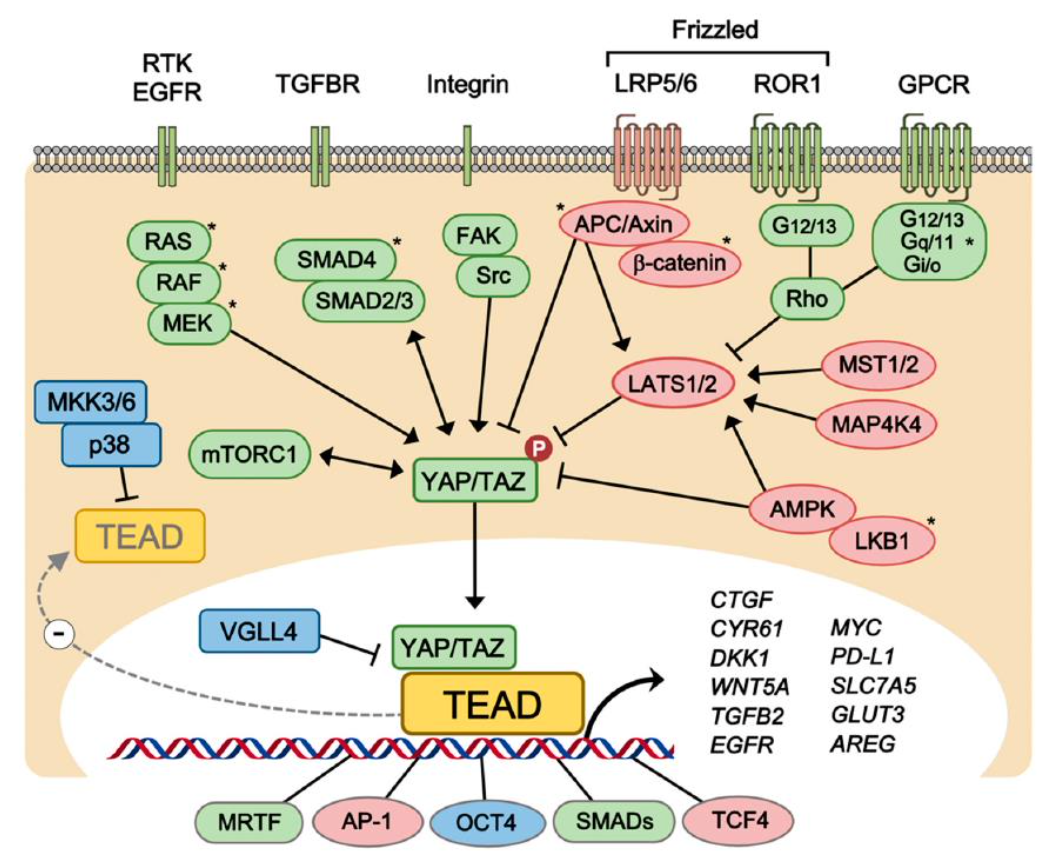 Frizzled
RTK
EGFR
TGFBR
Integrin
LRP5/6
ROR1
GPCR
RAS*
RAF*
MEK*
SMAD4*
SMAD2/3
FAK
Src
* APC/Axin
β-catenin*
G12/13
Rho
G12/13
Gq/11 *
Gi/o
MKK3/6
p38
TEAD
mTORC1
LATS1/2
MST1/2
MAP4K4
P
YAP/TAZ
AMPK
LKB1*
-
VGLL4
YAP/TAZ
TEAD
CTGF
CYR61
DKK1
WNT5A
TGFB2
EGFR
MYC
PD-L1
SLC7A5
GLUT3
AREG
MRTF
AP-1
OCT4
SMADs
TCF4